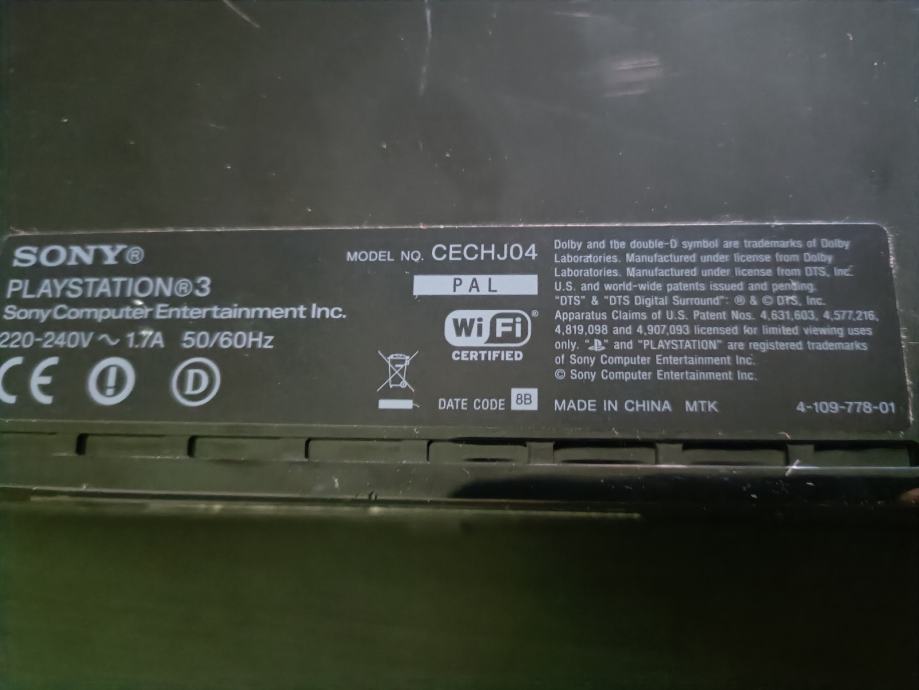 SONY®
PLAYSTATION®3
Sony Computer Entertainment Inc.
220-240V ~ 1.7A 50/60Hz
CE
D
MODEL NO. CECHJ04
PAL
Wi Fi®
CERTIFIED
DATE CODE 8B
Dolby and the double-D symbol are trademarks of Dolby
Laboratories. Manufactured under license from Dolby
Laboratories. Manufactured under license from DTS, Inc.
U.S. and world-wide patents issued and pending.
"DTS" & "DTS Digital Surround": ® & © DTS, Inc.
Apparatus Claims of U.S. Patent Nos. 4,631,603, 4,577,216,
4,819,098 and 4,907,093 licensed for limited viewing uses
only. "PS" and "PLAYSTATION" are registered trademarks
of Sony Computer Entertainment Inc.
© Sony Computer Entertainment Inc.
MADE IN CHINA MTK 4-109-778-01